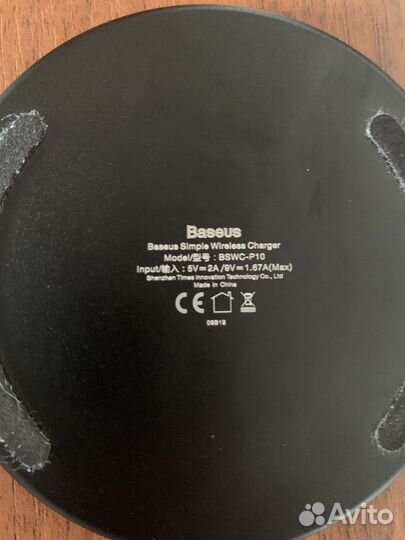 Baseus
Baseus Simple Wireless Charger
Model/型号 : BSWC-P10
Input/输入 : 5V⎓2A /9V⎓1.67A(Max)
Shenzhen Times Innovation Technology Co., Ltd
Made in China
CE
09B19
Avito